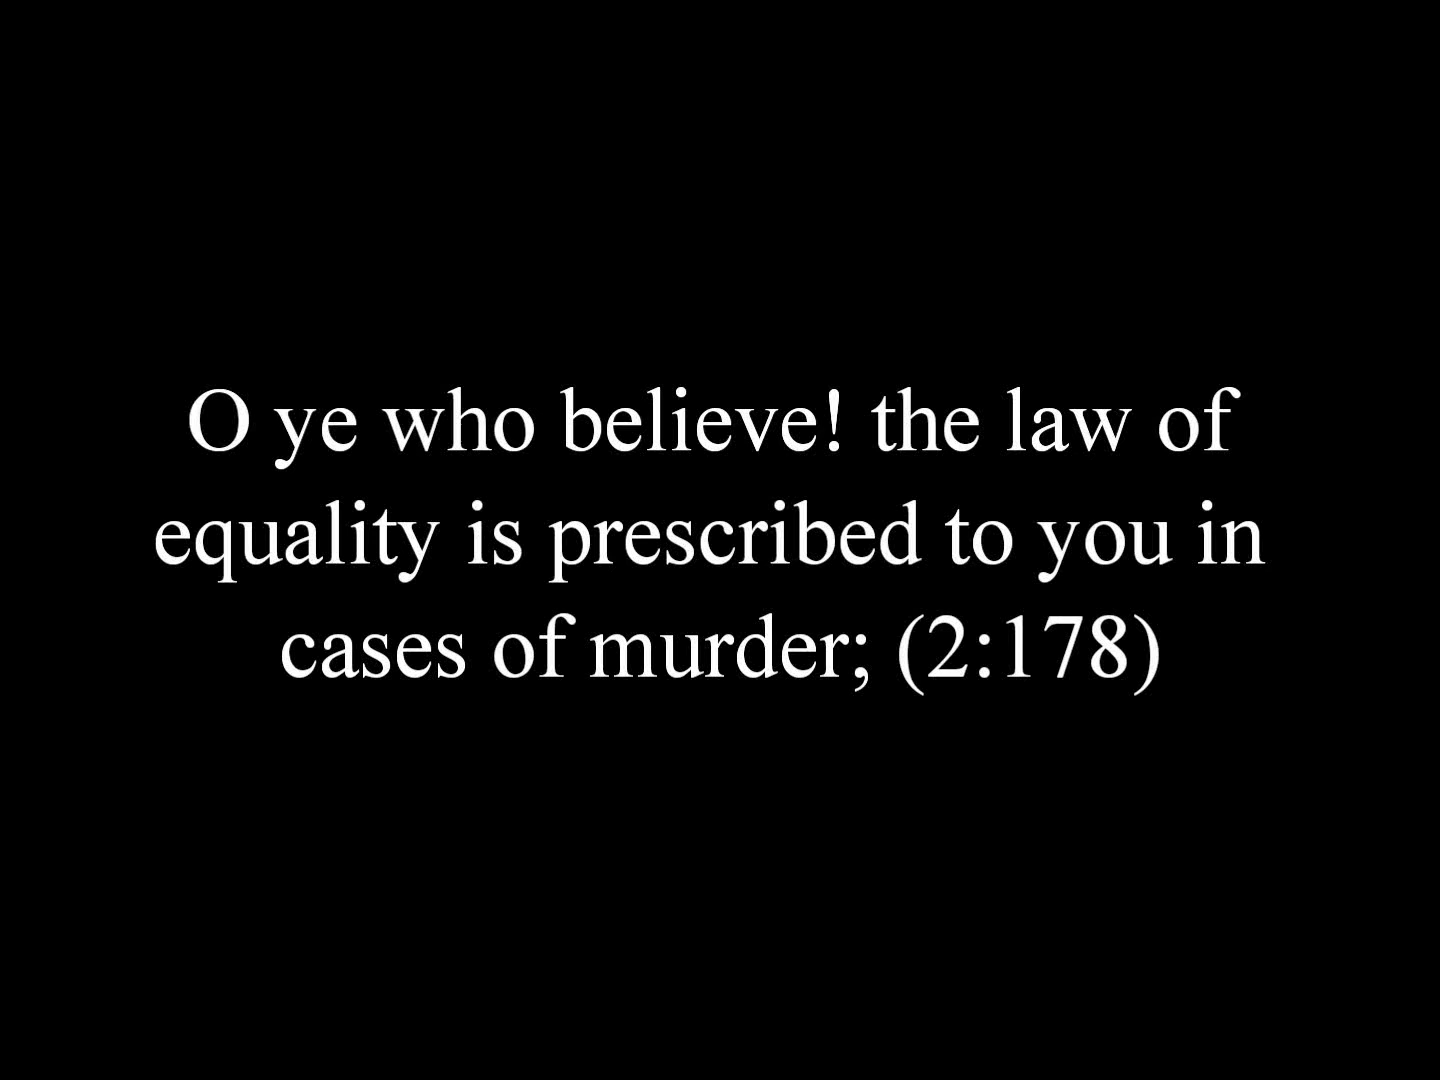 O ye who believe! the law of
equality is prescribed to you in
cases of murder; (2:178)